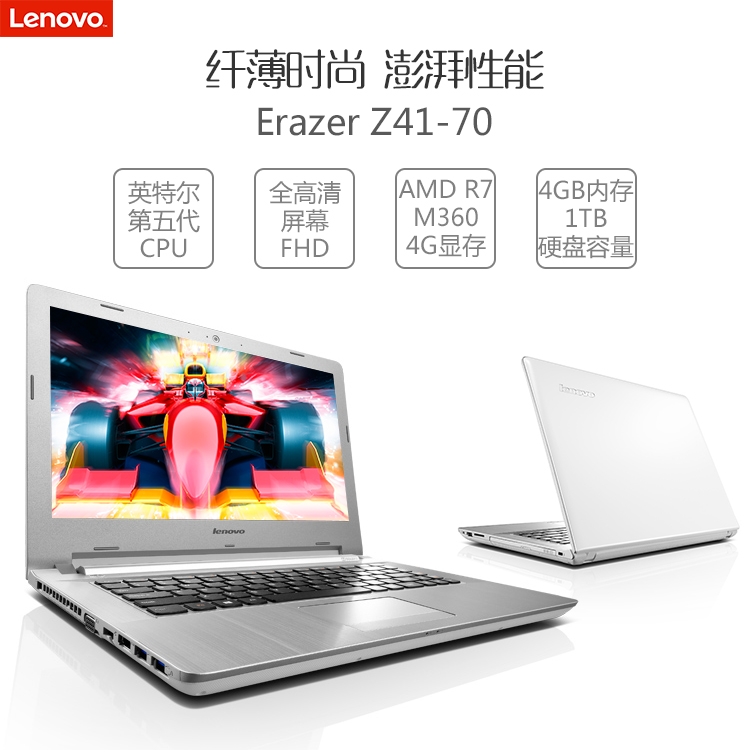 Lenovo
纤薄时尚 澎湃性能
Erazer Z41-70
英特尔
第五代
CPU
全高清
屏幕
FHD
AMD R7
M360
4G显存
4GB内存
1TB
硬盘容量
lenovo
lenovo